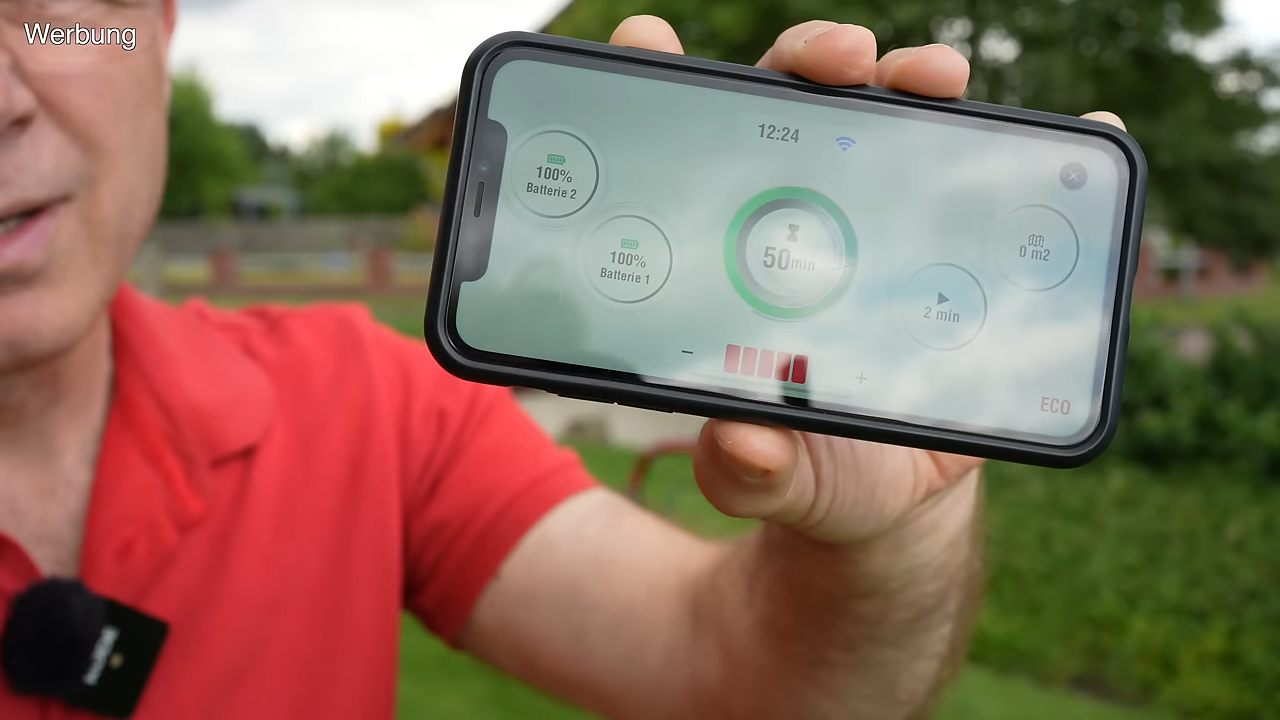 Werbung
12:24
100%
Batterie 2
100%
Batterie 1
50min
0 m2
2 min
− +
ECO